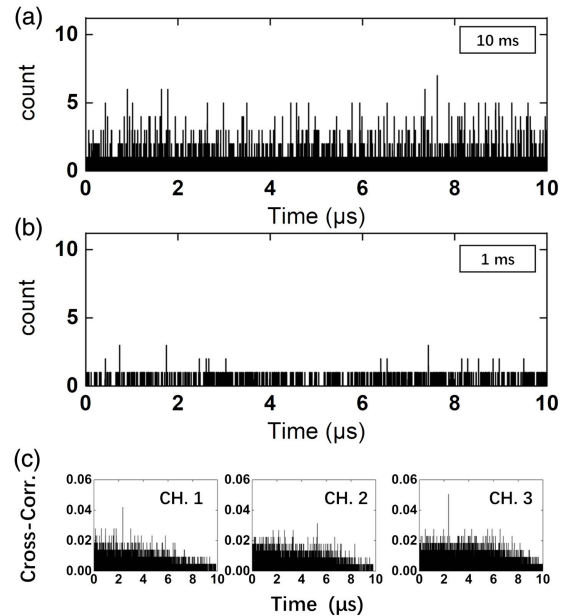 (a)
10
5
0
count
10 ms
0 2 4 6 8 10
Time (μs)
(b)
10
5
0
count
1 ms
0 2 4 6 8 10
Time (μs)
(c)
Cross-Corr.
0.06
0.04
0.02
0.00
CH. 1
0 2 4 6 8 10
0.06
0.04
0.02
0.00
CH. 2
0 2 4 6 8 10
0.06
0.04
0.02
0.00
CH. 3
0 2 4 6 8 10
Time (μs)